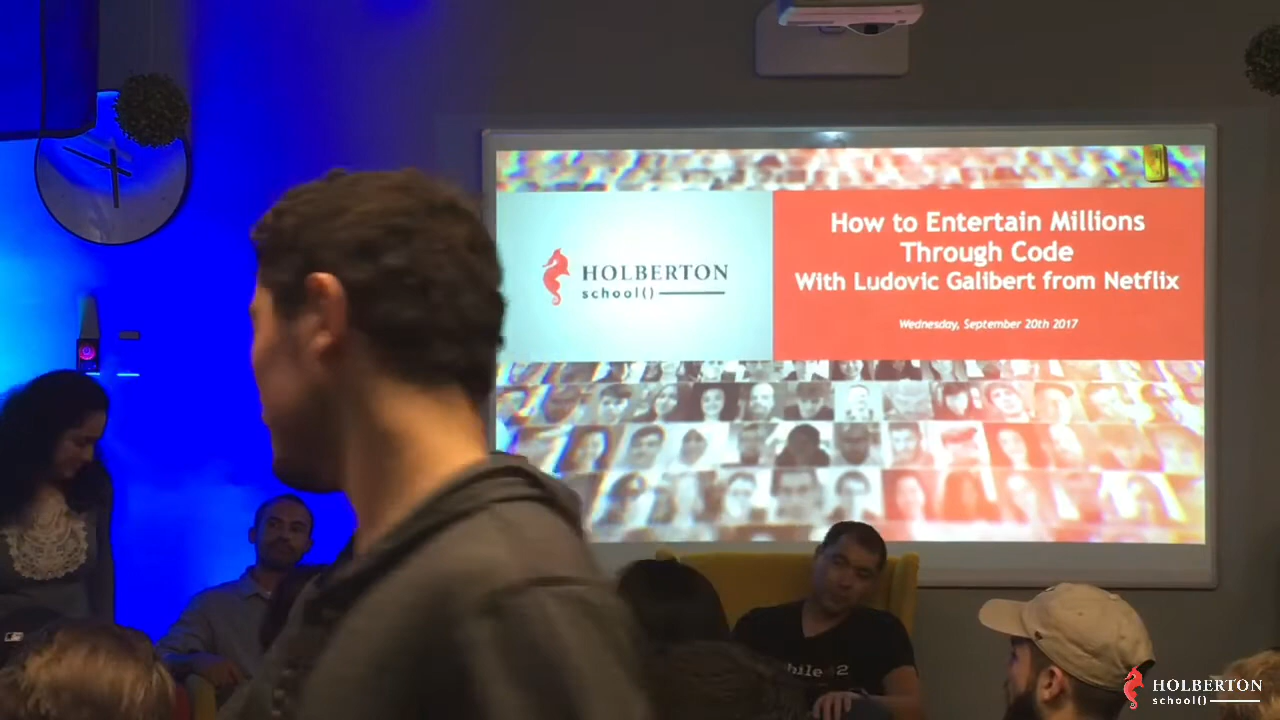 How to Entertain Millions
Through Code
With Ludovic Galibert from Netflix
Wednesday, September 20th 2017
HOLBERTON
school()
HOLBERTON
school()